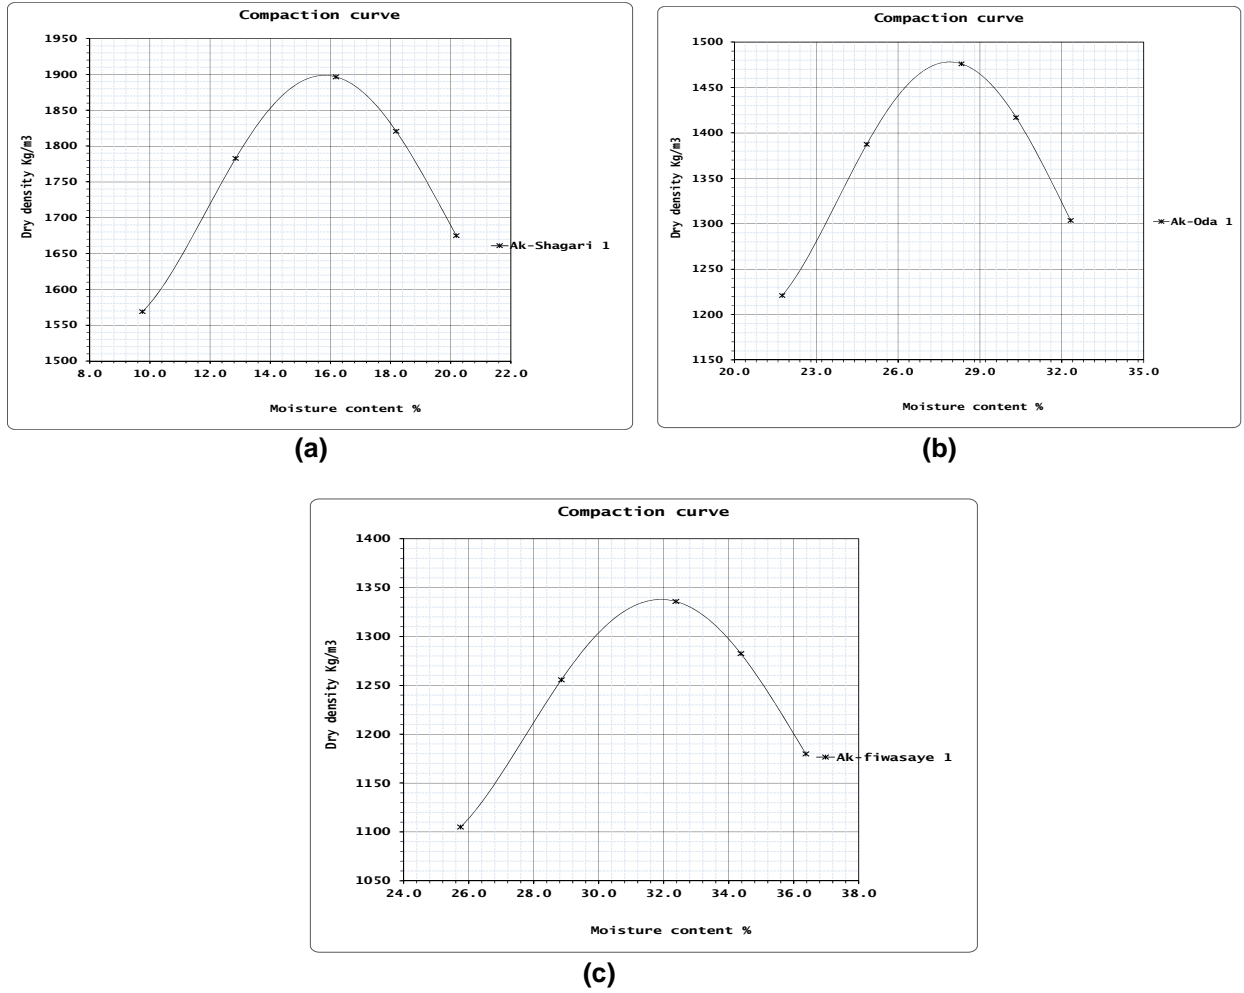 Compaction curve
1950
1900
1850
1800
1750
1700
1650
1600
1550
1500
8.0 10.0 12.0 14.0 16.0 18.0 20.0 22.0
Dry density Kg/m3
Moisture content %
Ak-Shagari 1
(a)
Compaction curve
1500
1450
1400
1350
1300
1250
1200
1150
20.0 23.0 26.0 29.0 32.0 35.0
Dry density Kg/m3
Moisture content %
Ak-Oda 1
(b)
Compaction curve
1400
1350
1300
1250
1200
1150
1100
1050
24.0 26.0 28.0 30.0 32.0 34.0 36.0 38.0
Dry density Kg/m3
Moisture content %
Ak-fiwasaye 1
(c)